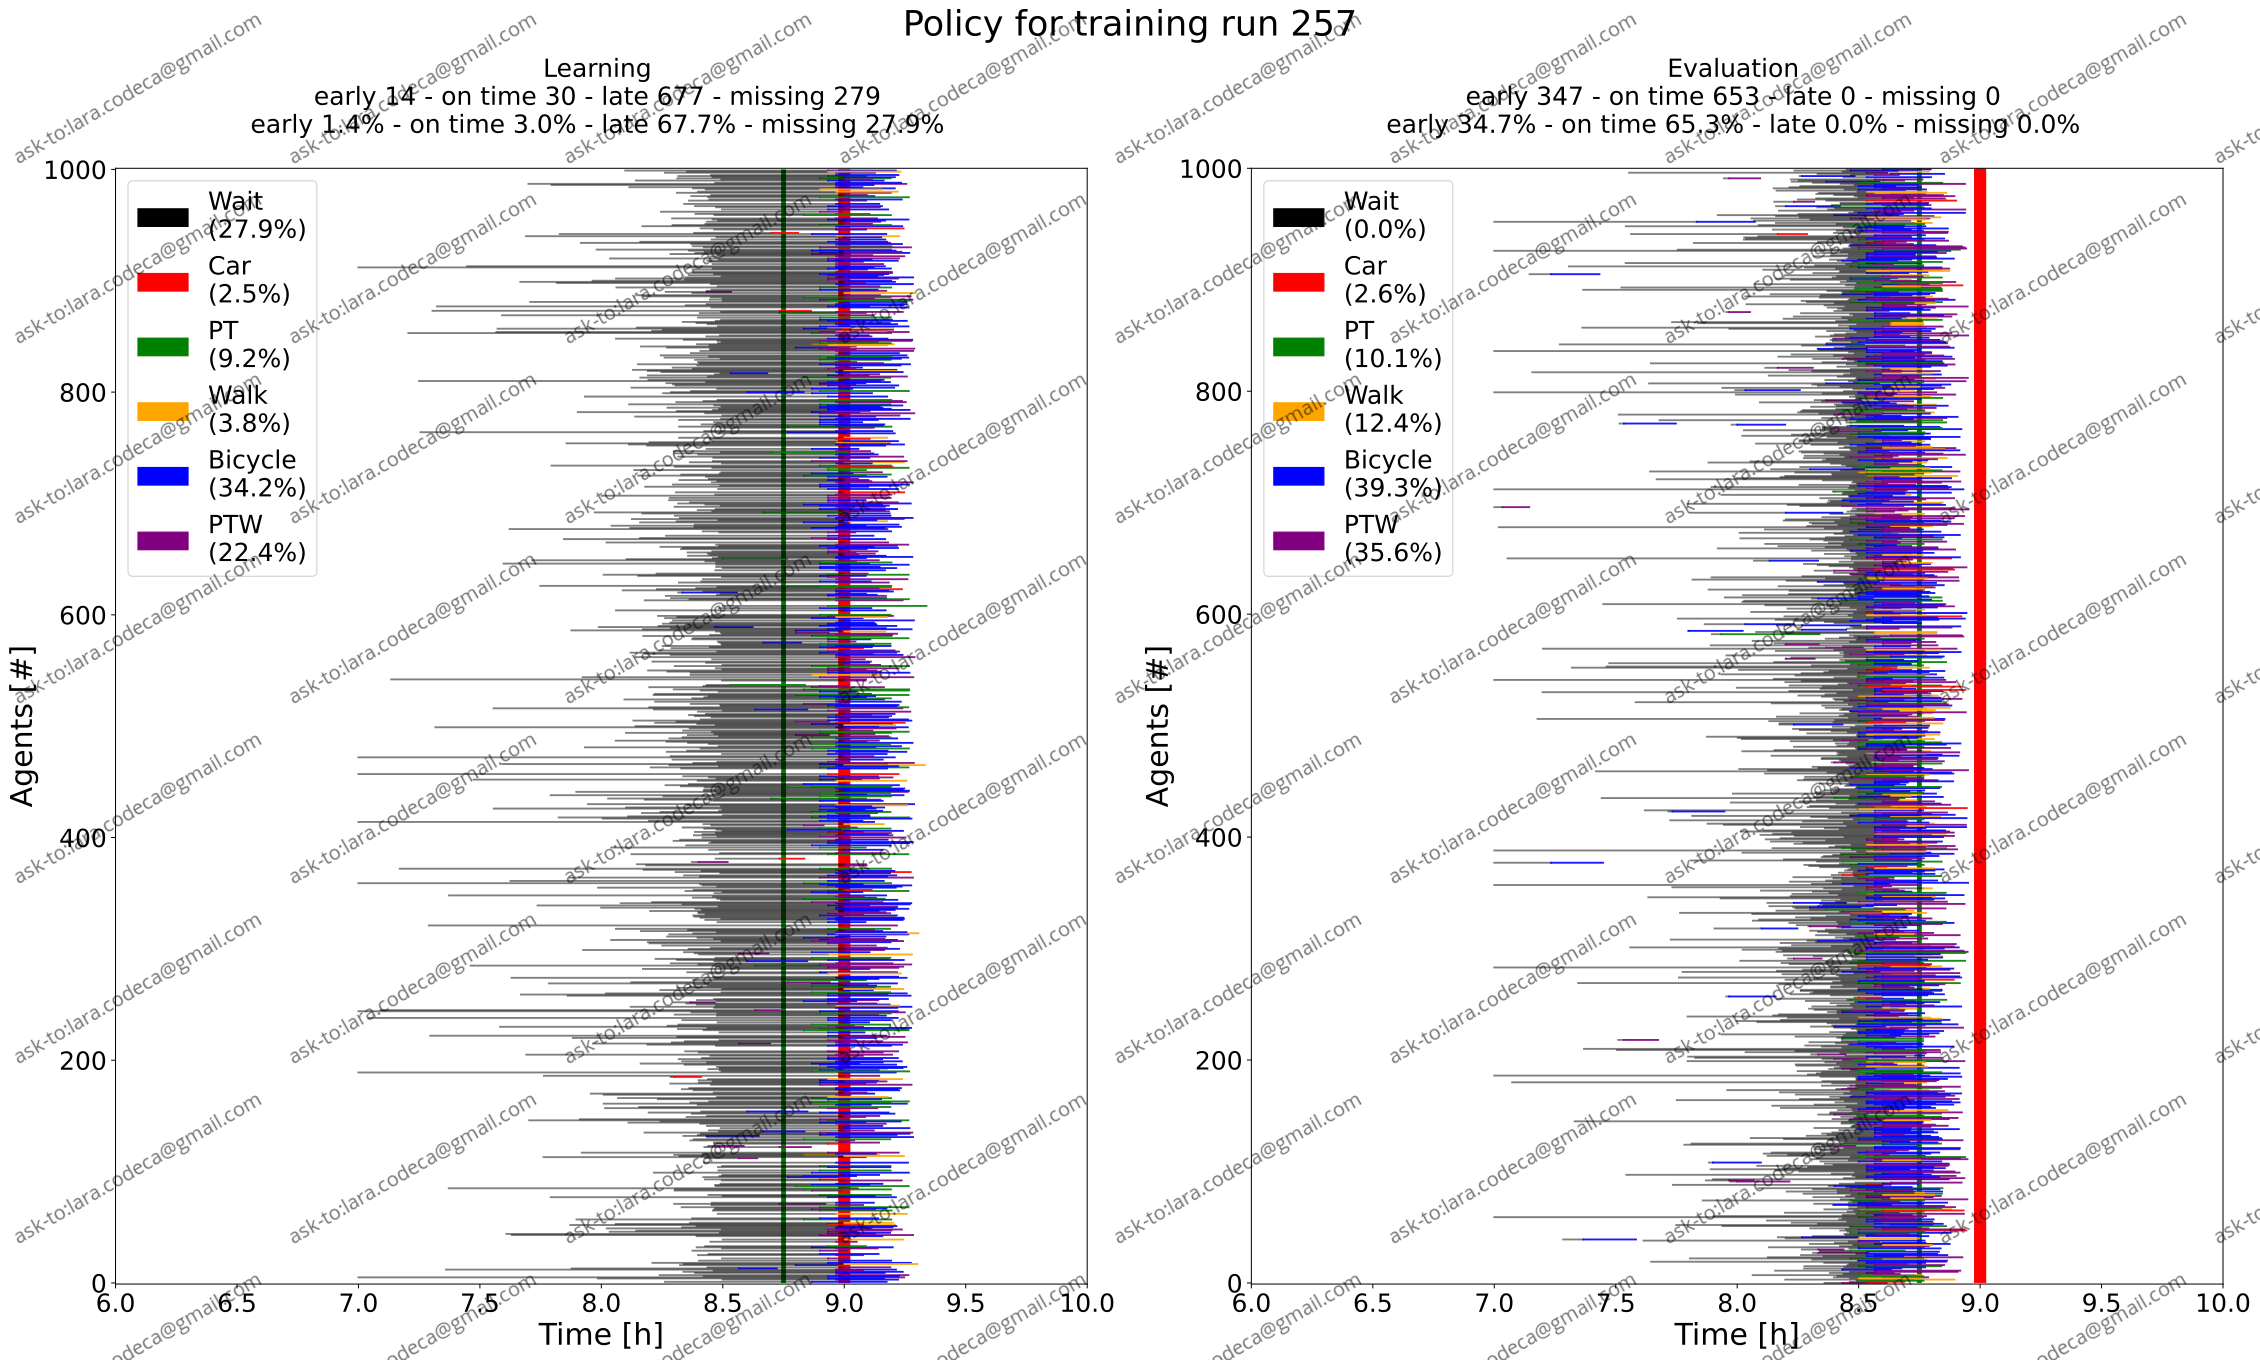 Policy for training run 257
Learning
early 14 - on time 30 - late 677 - missing 279
early 1.4% - on time 3.0% - late 67.7% - missing 27.9%
1000
800
600
400
200
0
Agents [#]
Wait
(27.9%)
Car
(2.5%)
PT
(9.2%)
Walk
(3.8%)
Bicycle
(34.2%)
PTW
(22.4%)
6.0 6.5 7.0 7.5 8.0 8.5 9.0 9.5 10.0
Time [h]
Evaluation
early 347 - on time 653 - late 0 - missing 0
early 34.7% - on time 65.3% - late 0.0% - missing 0.0%
1000
800
600
400
200
0
Agents [#]
Wait
(0.0%)
Car
(2.6%)
PT
(10.1%)
Walk
(12.4%)
Bicycle
(39.3%)
PTW
(35.6%)
6.0 6.5 7.0 7.5 8.0 8.5 9.0 9.5 10.0
Time [h]
ask-to:lara.codeca@gmail.com